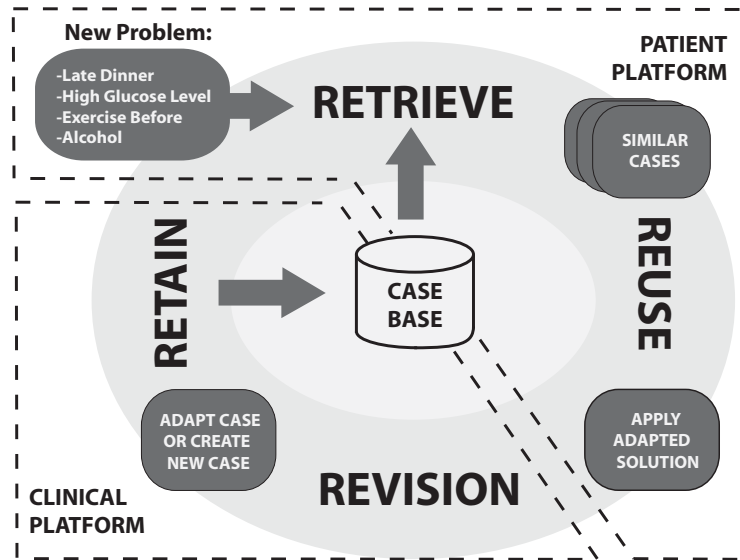 New Problem:
-Late Dinner
-High Glucose Level
-Exercise Before
-Alcohol
RETRIEVE
PATIENT
PLATFORM
SIMILAR
CASES
REUSE
RETAIN
CASE
BASE
APPLY
ADAPTED
SOLUTION
REVISION
ADAPT CASE
OR CREATE
NEW CASE
CLINICAL
PLATFORM